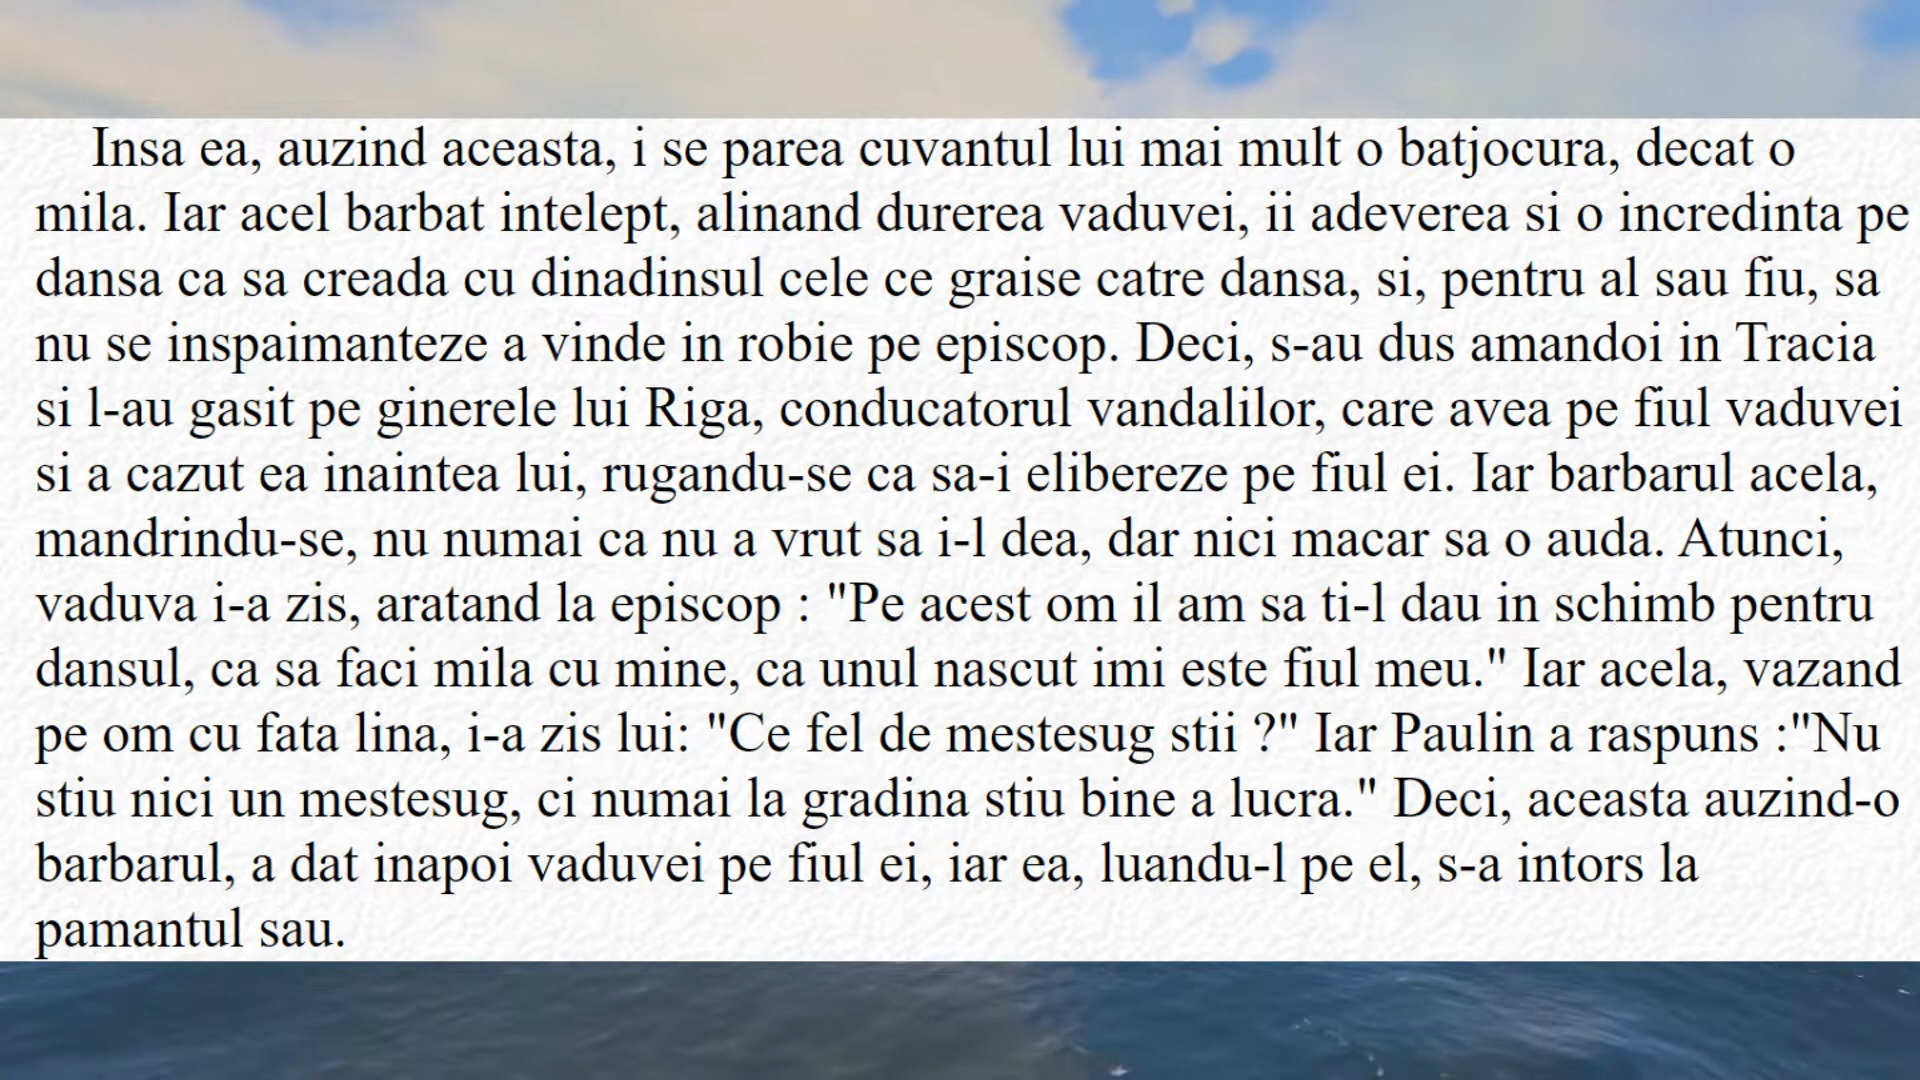 Insa ea, auzind aceasta, i se parea cuvantul lui mai mult o batjocura, decat o
mila. Iar acel barbat intelept, alinand durerea vaduvei, ii adeverea si o incredinta pe
dansa ca sa creada cu dinadinsul cele ce graise catre dansa, si, pentru al sau fiu, sa
nu se inspaimanteze a vinde in robie pe episcop. Deci, s-au dus amandoi in Tracia
si l-au gasit pe ginerele lui Riga, conducatorul vandalilor, care avea pe fiul vaduvei
si a cazut ea inaintea lui, rugandu-se ca sa-i elibereze pe fiul ei. Iar barbarul acela,
mandrindu-se, nu numai ca nu a vrut sa i-l dea, dar nici macar sa o auda. Atunci,
vaduva i-a zis, aratand la episcop : "Pe acest om il am sa ti-l dau in schimb pentru
dansul, ca sa faci mila cu mine, ca unul nascut imi este fiul meu." Iar acela, vazand
pe om cu fata lina, i-a zis lui: "Ce fel de mestesug stii ?" Iar Paulin a raspuns :"Nu
stiu nici un mestesug, ci numai la gradina stiu bine a lucra." Deci, aceasta auzind-o
barbarul, a dat inapoi vaduvei pe fiul ei, iar ea, luandu-l pe el, s-a intors la
pamantul sau.